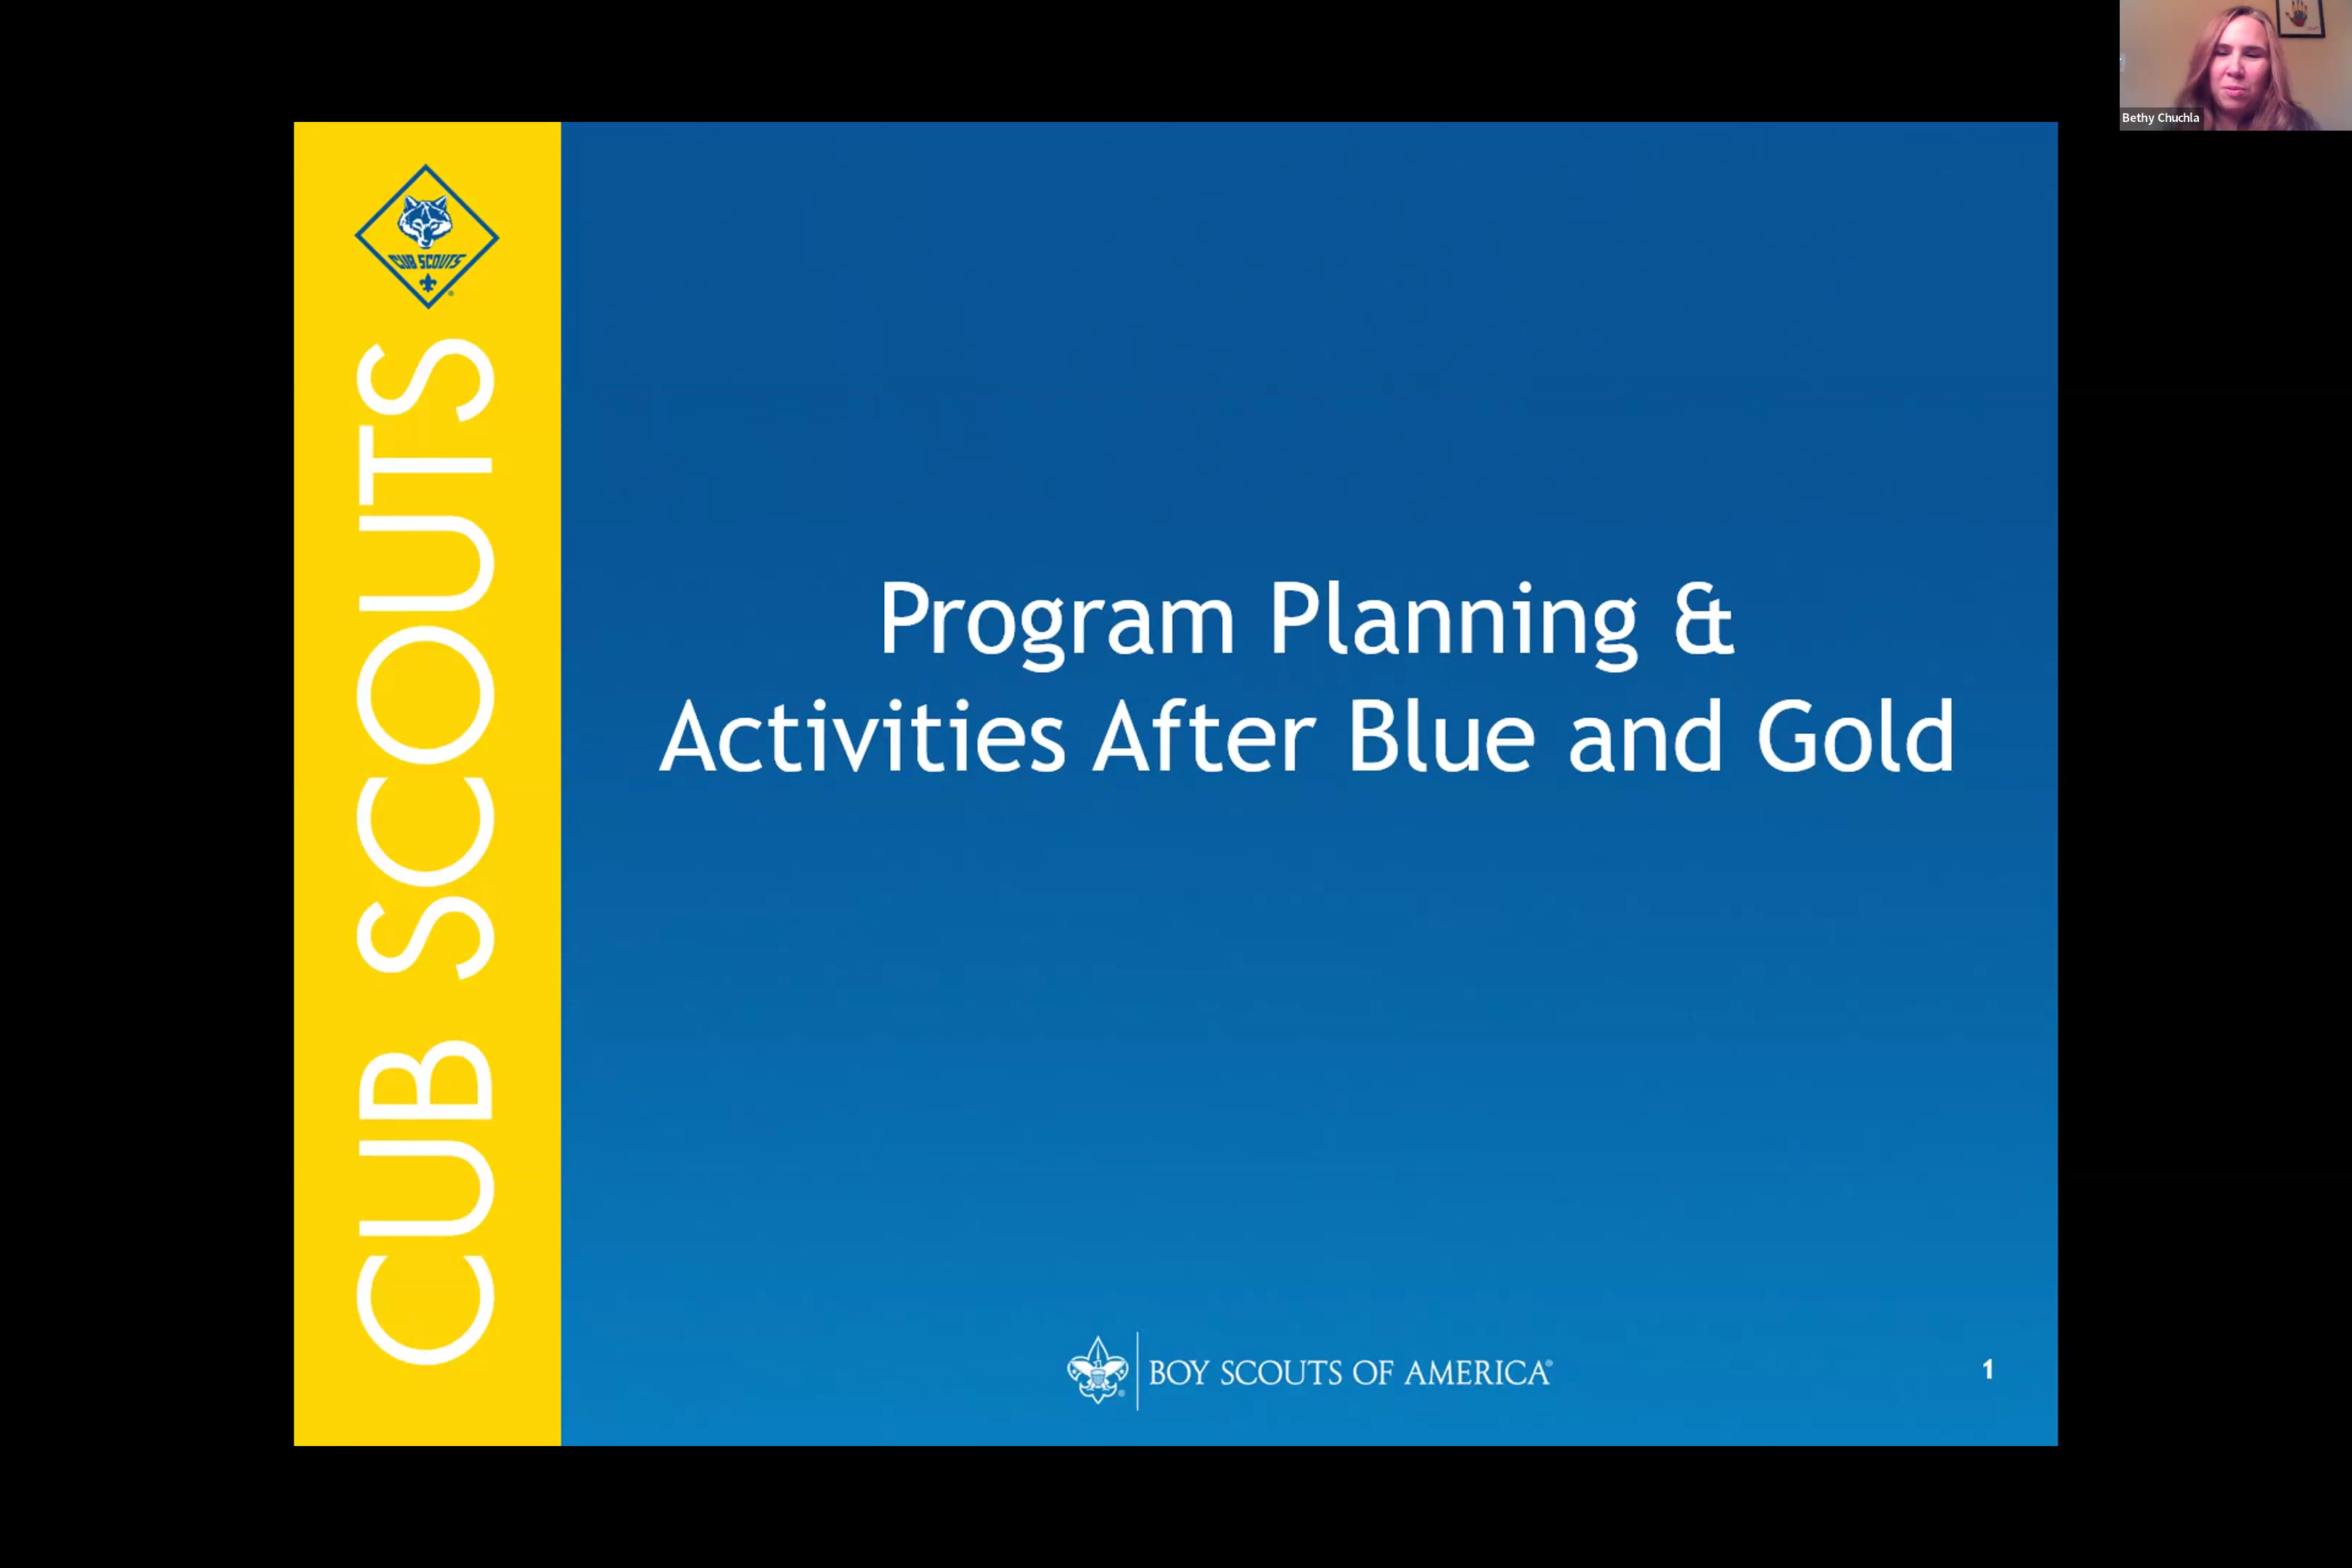 Bethy Chuchla
CUB SCOUTS
CUB SCOUTS
Program Planning &
Activities After Blue and Gold
BOY SCOUTS OF AMERICA®
1